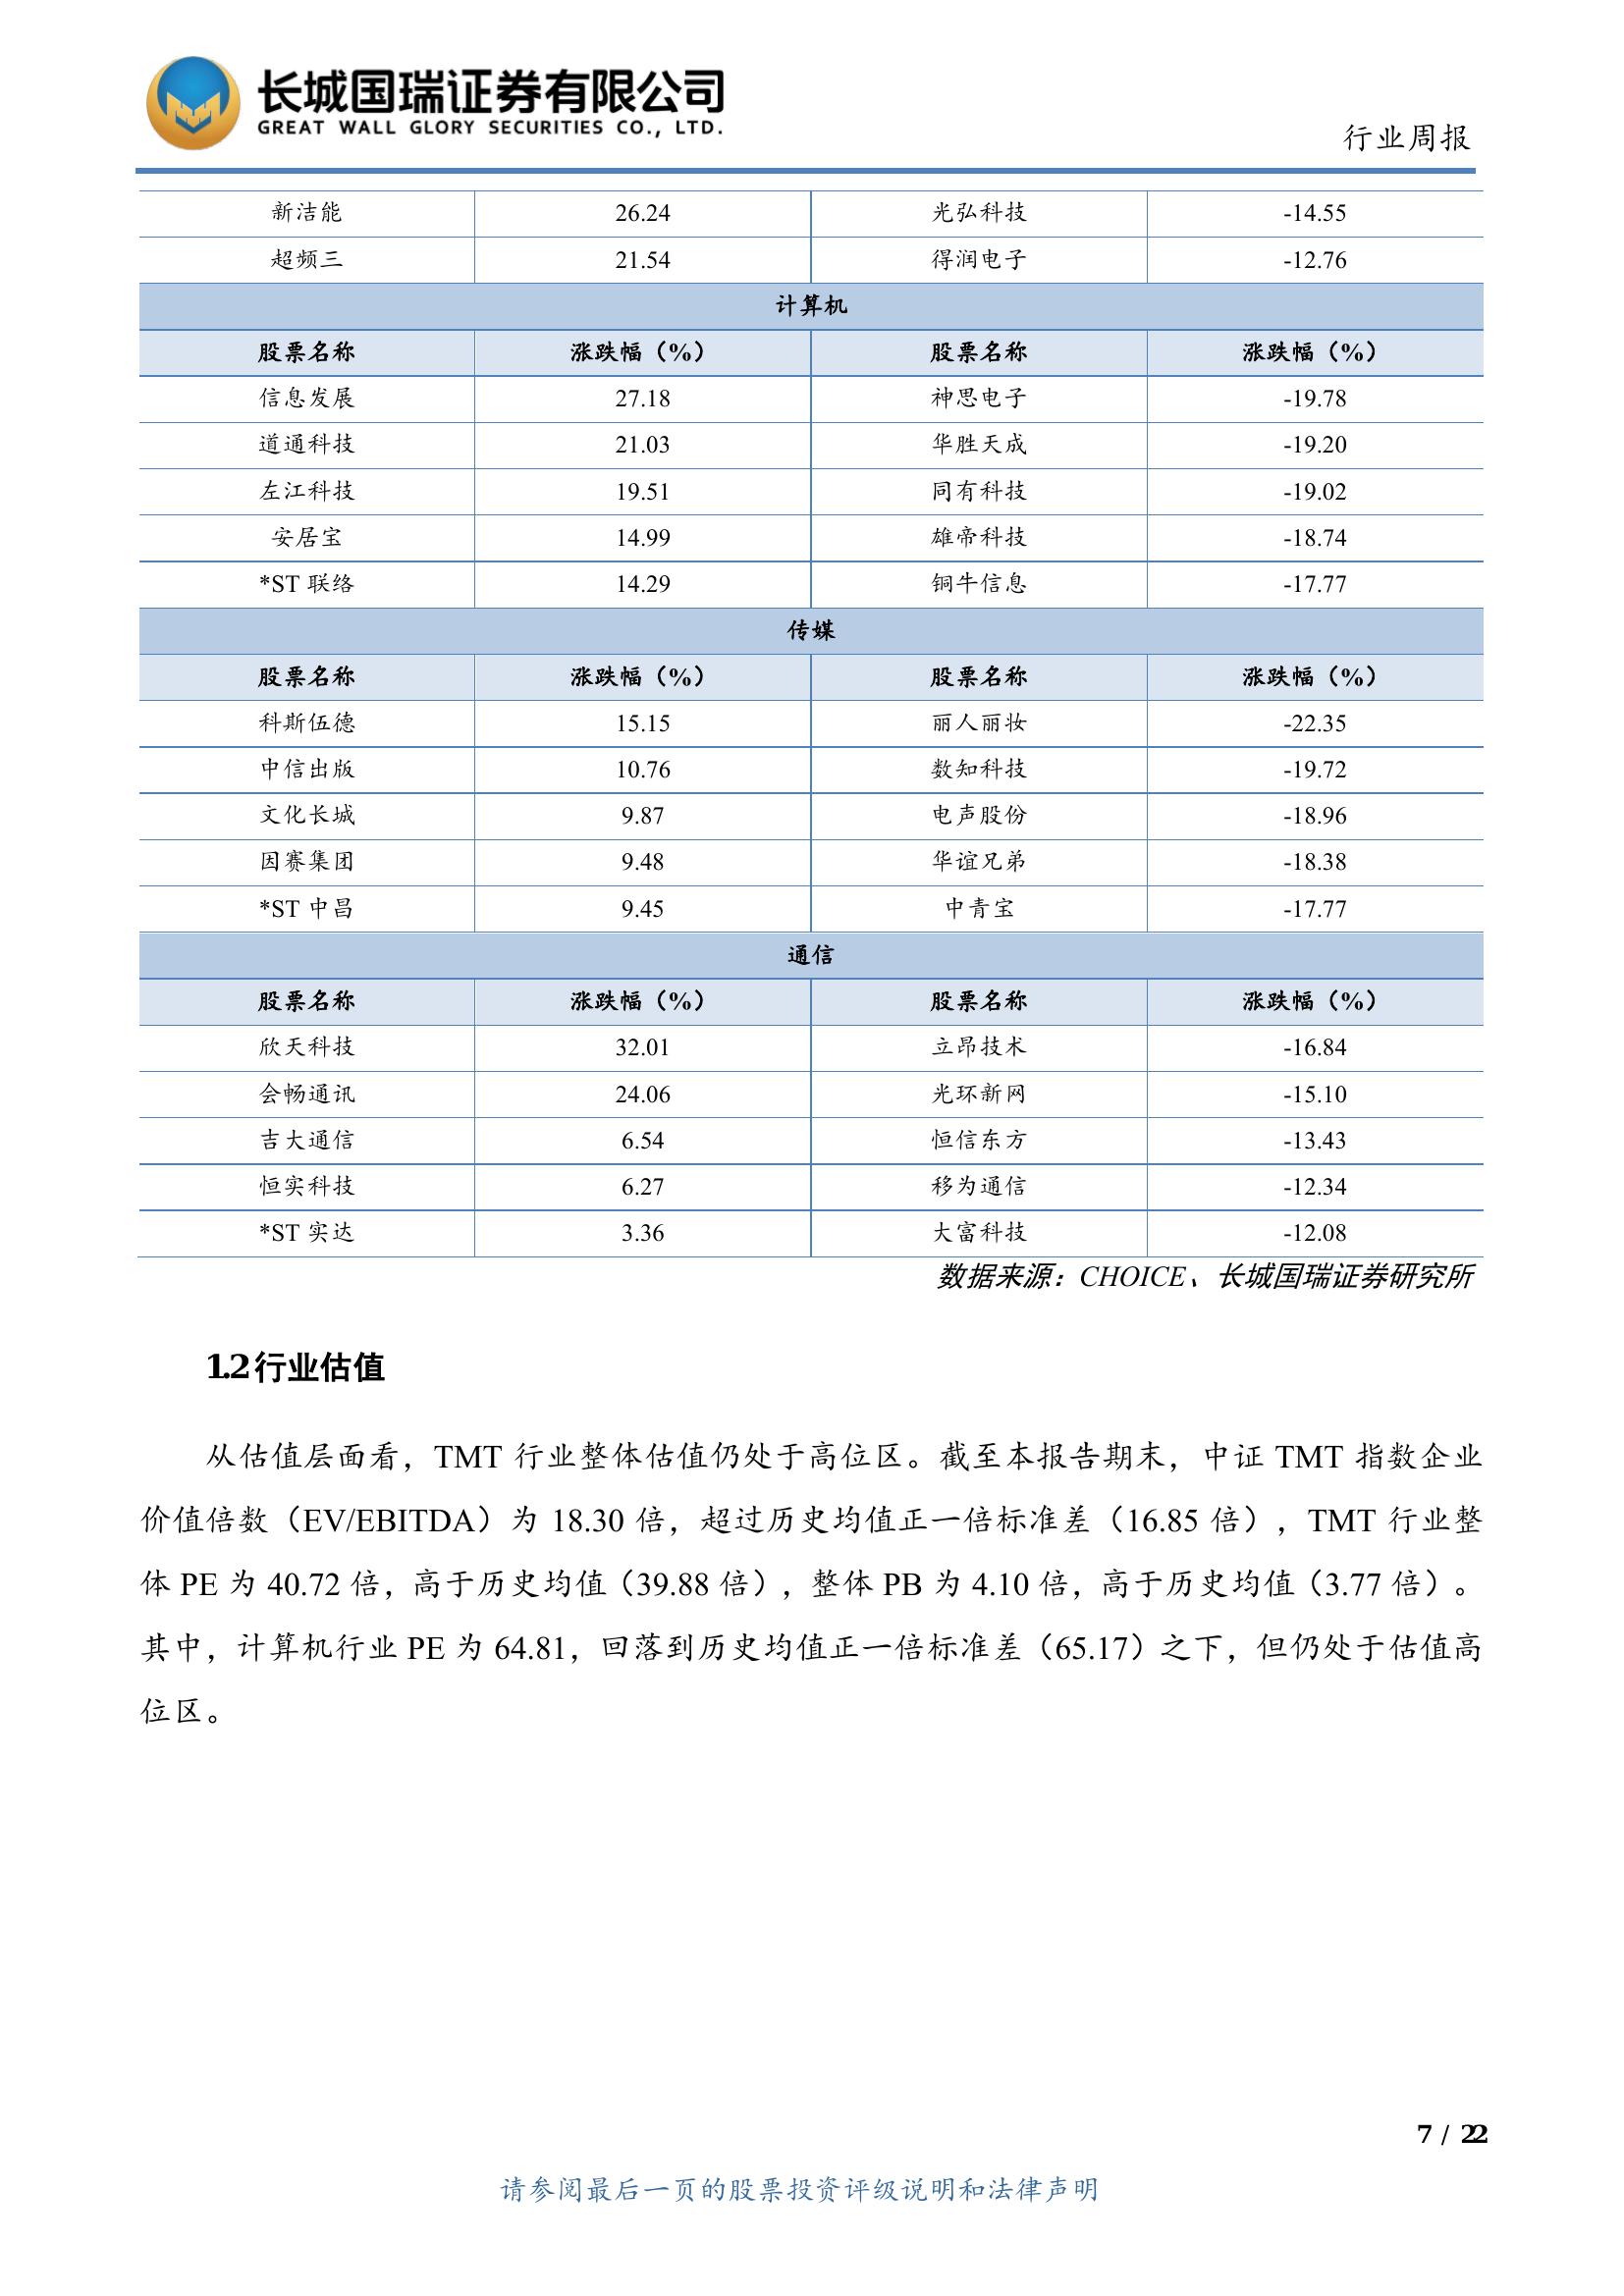 长城国瑞证券有限公司
GREAT WALL GLORY SECURITIES CO., LTD.
行业周报
新洁能 26.24 光弘科技 -14.55
超频三 21.54 得润电子 -12.76
计算机
股票名称 涨跌幅（%） 股票名称 涨跌幅（%）
信息发展 27.18 神思电子 -19.78
道通科技 21.03 华胜天成 -19.20
左江科技 19.51 同有科技 -19.02
安居宝 14.99 雄帝科技 -18.74
*ST 联络 14.29 铜牛信息 -17.77
传媒
股票名称 涨跌幅（%） 股票名称 涨跌幅（%）
科斯伍德 15.15 丽人丽妆 -22.35
中信出版 10.76 数知科技 -19.72
文化长城 9.87 电声股份 -18.96
因赛集团 9.48 华谊兄弟 -18.38
*ST 中昌 9.45 中青宝 -17.77
通信
股票名称 涨跌幅（%） 股票名称 涨跌幅（%）
欣天科技 32.01 立昂技术 -16.84
会畅通讯 24.06 光环新网 -15.10
吉大通信 6.54 恒信东方 -13.43
恒实科技 6.27 移为通信 -12.34
*ST 实达 3.36 大富科技 -12.08
数据来源：CHOICE、长城国瑞证券研究所
1.2 行业估值
从估值层面看，TMT 行业整体估值仍处于高位区。截至本报告期末，中证 TMT 指数企业
价值倍数（EV/EBITDA）为 18.30 倍，超过历史均值正一倍标准差（16.85 倍），TMT 行业整
体 PE 为 40.72 倍，高于历史均值（39.88 倍），整体 PB 为 4.10 倍，高于历史均值（3.77 倍）。
其中，计算机行业 PE 为 64.81，回落到历史均值正一倍标准差（65.17）之下，但仍处于估值高
位区。
7 / 22
请参阅最后一页的股票投资评级说明和法律声明